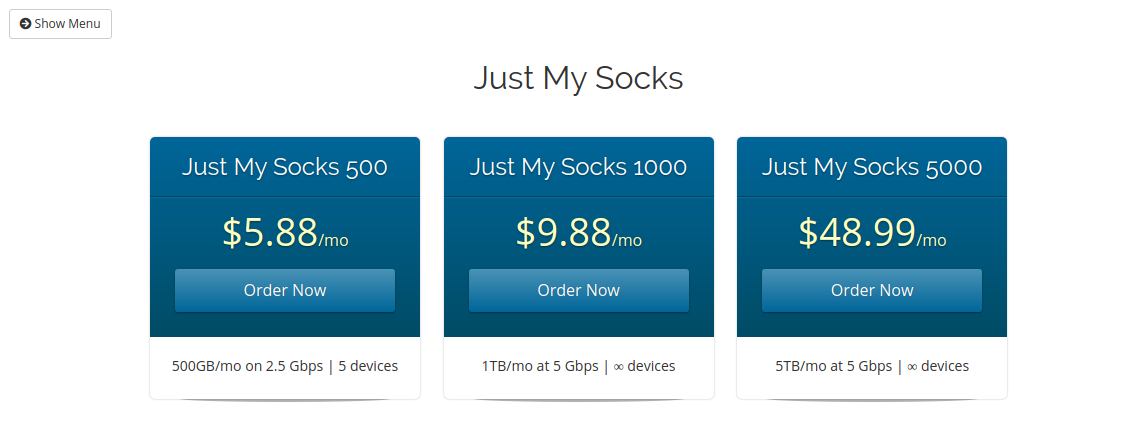 Show Menu
Just My Socks
Just My Socks 500
$5.88/mo
Order Now
500GB/mo on 2.5 Gbps | 5 devices
Just My Socks 1000
$9.88/mo
Order Now
1TB/mo at 5 Gbps | ∞ devices
Just My Socks 5000
$48.99/mo
Order Now
5TB/mo at 5 Gbps | ∞ devices